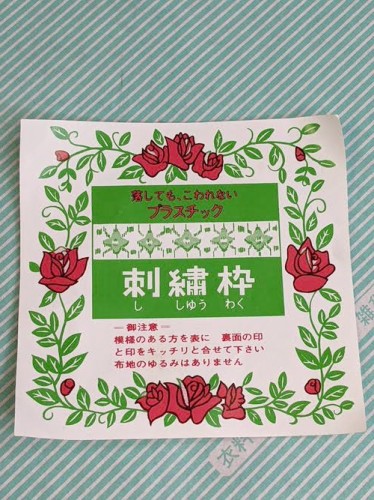 落しても、こわれない
プラスチック
刺繍枠
し ししゅう わく
―御注意―
模様のある方を表に 裏面の印
と印をキッチリと合せて下さい
布地のゆるみはありません
衣料